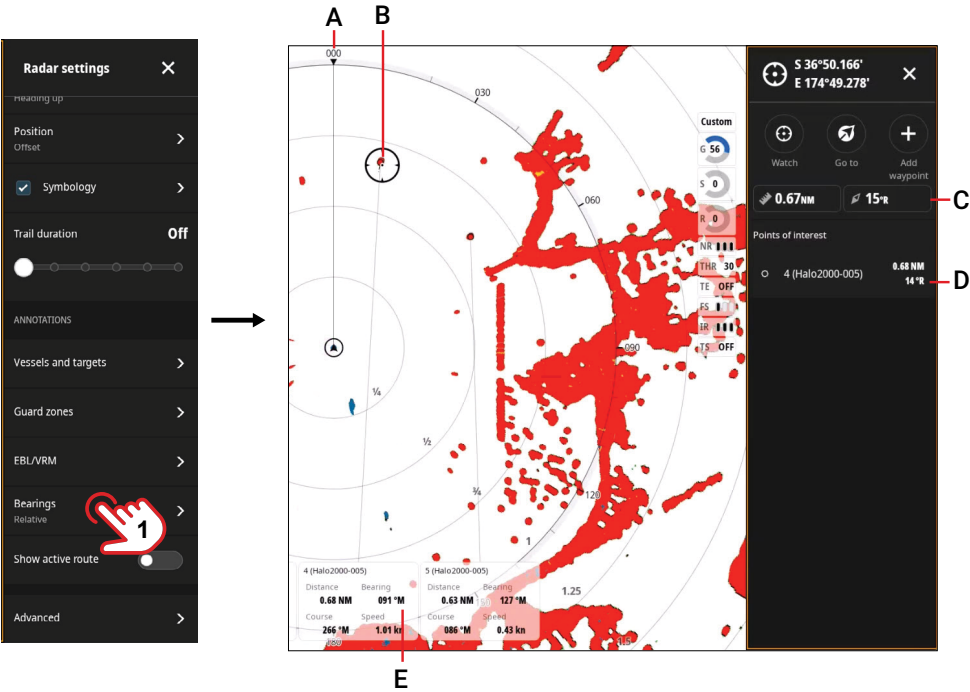 A
B
Radar settings
Heading up
Position
Offset
Symbology
Trail duration
Off
ANNOTATIONS
Vessels and targets
Guard zones
EBL/VRM
Bearings
Relative
1
Show active route
Advanced
000
030
060
090
120
180
¼
½
¾
1
1.25
1.5
Custom
G 56
S 0
R 0
NR
THR 30
TE OFF
FS
IR
TS OFF
4 (Halo2000-005)
Distance Bearing
0.68 NM 091 °M
Course Speed
266 °M 1.01 kn
5 (Halo2000-005)
Distance Bearing
0.63 NM 127 °M
Course Speed
086 °M 0.43 kn
E
S 36°50.166'
E 174°49.278'
Watch
Go to
Add
waypoint
0.67 NM
15°R
C
Points of interest
4 (Halo2000-005)
0.68 NM
14 °R
D